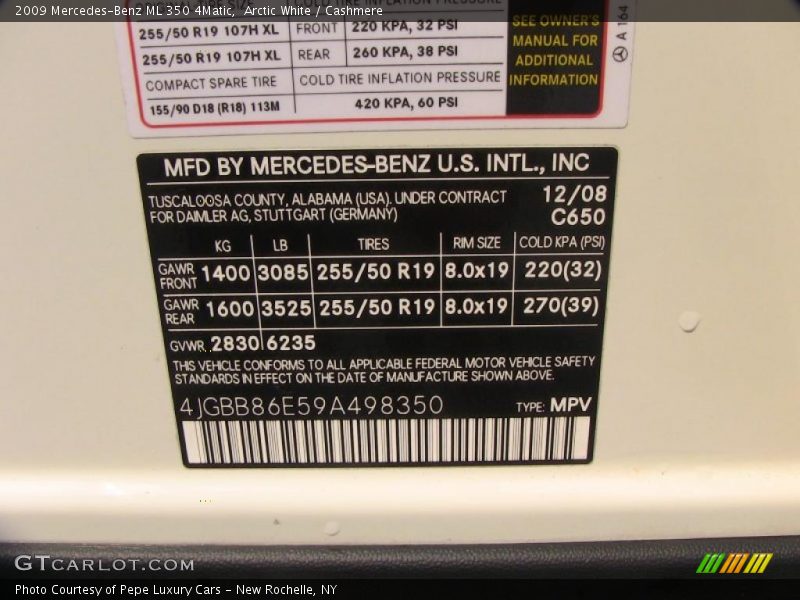 2009 Mercedes-Benz ML 350 4Matic, Arctic White / Cashmere
255/50 R19 107H XL FRONT 220 KPA, 32 PSI
255/50 R19 107H XL REAR 260 KPA, 38 PSI
COMPACT SPARE TIRE COLD TIRE INFLATION PRESSURE
155/90 D18 (R18) 113M 420 KPA, 60 PSI
SEE OWNER'S
MANUAL FOR
ADDITIONAL
INFORMATION
A 164
MFD BY MERCEDES-BENZ U.S. INTL., INC
TUSCALOOSA COUNTY, ALABAMA (USA). UNDER CONTRACT 12/08
FOR DAIMLER AG, STUTTGART (GERMANY) C650
KG LB TIRES RIM SIZE COLD KPA (PSI)
GAWR FRONT 1400 3085 255/50 R19 8.0x19 220(32)
GAWR REAR 1600 3525 255/50 R19 8.0x19 270(39)
GVWR. 2830 6235
THIS VEHICLE CONFORMS TO ALL APPLICABLE FEDERAL MOTOR VEHICLE SAFETY
STANDARDS IN EFFECT ON THE DATE OF MANUFACTURE SHOWN ABOVE.
4JGBB86E59A498350 TYPE: MPV
GTCARLOT.COM
Photo Courtesy of Pepe Luxury Cars - New Rochelle, NY